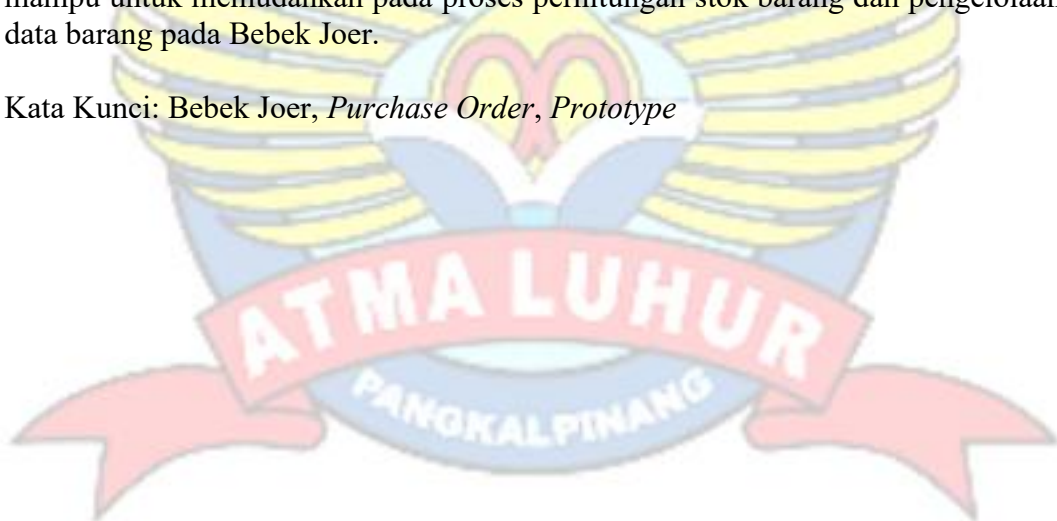 mampu untuk memudahkan pada proses perhitungan stok barang dan pengelolaan
data barang pada Bebek Joer.
Kata Kunci: Bebek Joer, Purchase Order, Prototype
ATMA LUHUR
PANGKALPINANG